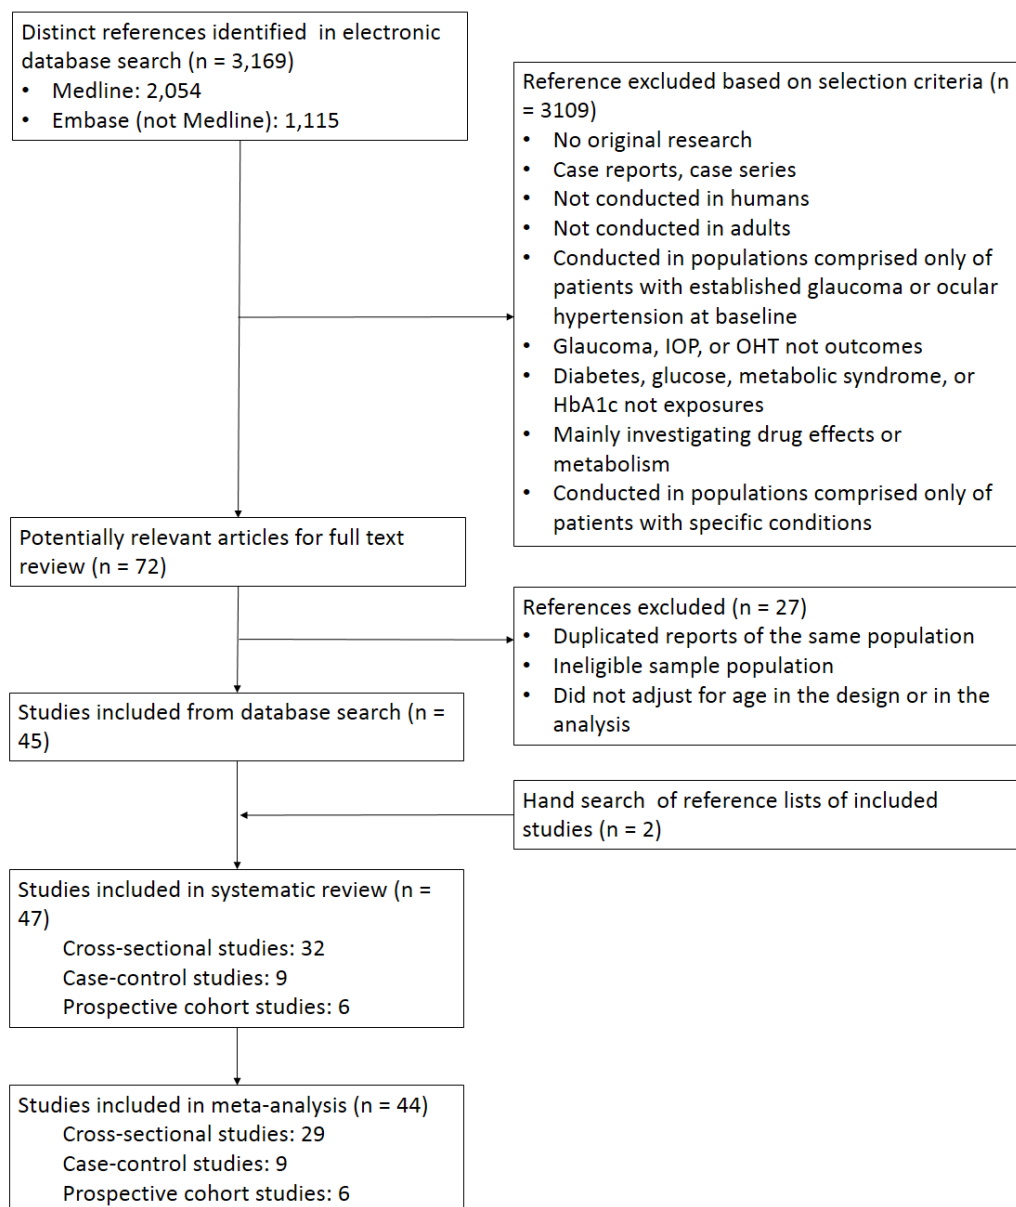 Distinct references identified  in electronic
database search (n = 3,169)
• Medline: 2,054
• Embase (not Medline): 1,115
Reference excluded based on selection criteria (n
= 3109)
• No original research
• Case reports, case series
• Not conducted in humans
• Not conducted in adults
• Conducted in populations comprised only of
patients with established glaucoma or ocular
hypertension at baseline
• Glaucoma, IOP, or OHT not outcomes
• Diabetes, glucose, metabolic syndrome, or
HbA1c not exposures
• Mainly investigating drug effects or
metabolism
• Conducted in populations comprised only of
patients with specific conditions
Potentially relevant articles for full text
review (n = 72)
References excluded (n = 27)
• Duplicated reports of the same population
• Ineligible sample population
• Did not adjust for age in the design or in the
analysis
Studies included from database search (n =
45)
Hand search  of reference lists of included
studies (n = 2)
Studies included in systematic review (n =
47)
Cross-sectional studies: 32
Case-control studies: 9
Prospective cohort studies: 6
Studies included in meta-analysis (n = 44)
Cross-sectional studies: 29
Case-control studies: 9
Prospective cohort studies: 6